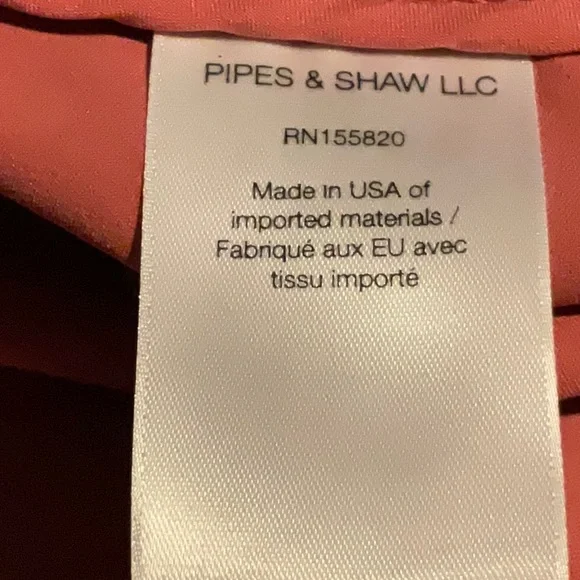 PIPES & SHAW LLC
RN155820
Made in USA of
imported materials /
Fabriqué aux EU avec
tissu importé